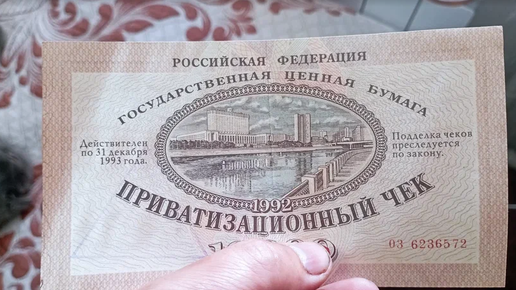 РОССИЙСКАЯ ФЕДЕРАЦИЯ
ГОСУДАРСТВЕННАЯ ЦЕННАЯ БУМАГА
Действителен
по 31 декабря
1993 года.
Подделка чеков
преследуется
по закону.
1992
ПРИВАТИЗАЦИОННЫЙ ЧЕК
03 6236572